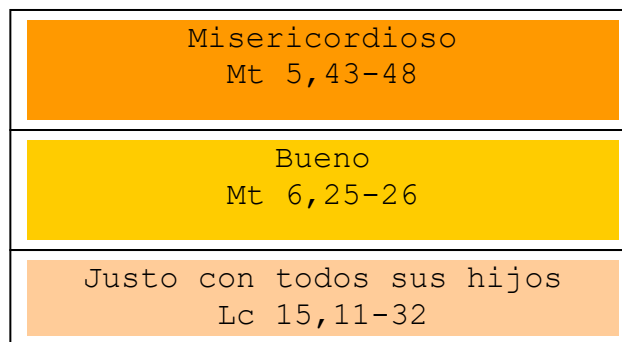 Misericordioso
Mt 5,43-48
Bueno
Mt 6,25-26
Justo con todos sus hijos
Lc 15,11-32